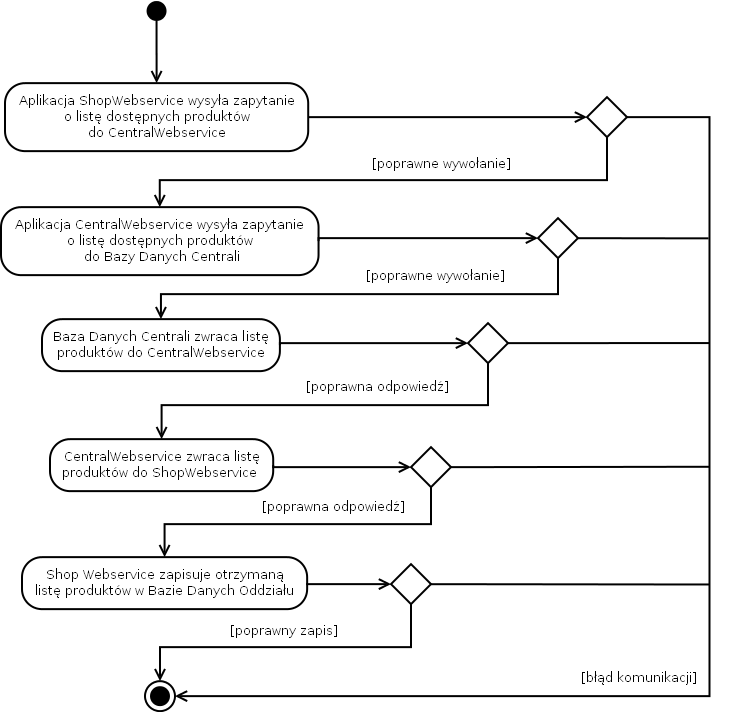 Aplikacja ShopWebservice wysyła zapytanie
o listę dostępnych produktów
do CentralWebservice
[poprawne wywołanie]
Aplikacja CentralWebservice wysyła zapytanie
o listę dostępnych produktów
do Bazy Danych Centrali
[poprawne wywołanie]
Baza Danych Centrali zwraca listę
produktów do CentralWebservice
[poprawna odpowiedź]
CentralWebservice zwraca listę
produktów do ShopWebservice
[poprawna odpowiedź]
Shop Webservice zapisuje otrzymaną
listę produktów w Bazie Danych Oddziału
[poprawny zapis]
[błąd komunikacji]